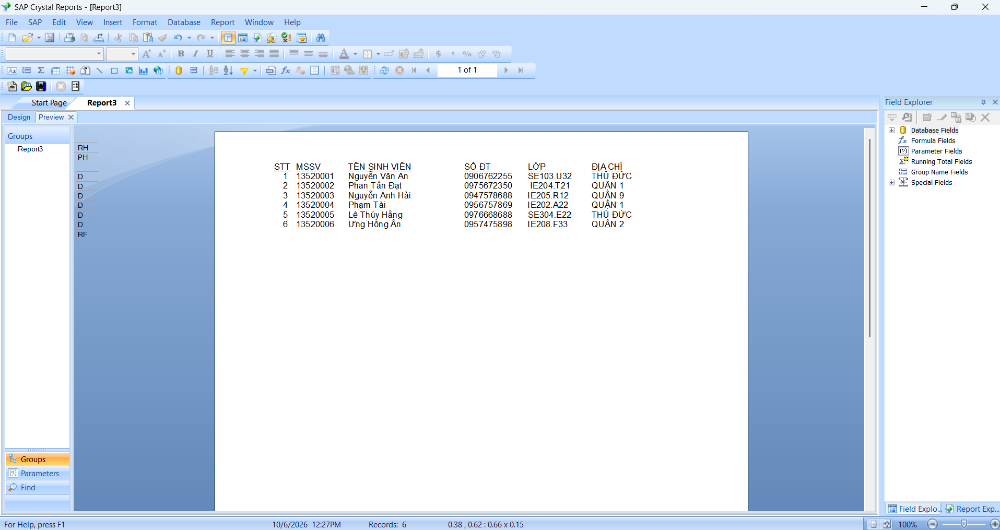 SAP Crystal Reports - [Report3]
File SAP Edit View Insert Format Database Report Window Help
1 of 1
Start Page Report3
Design Preview
Groups
Report3
RH
PH
D
D
D
D
D
D
RF
STT MSSV TÊN SINH VIÊN SỐ ĐT LỚP ĐỊA CHỈ
1 13520001 Nguyễn Văn An 0906762255 SE103.U32 THỦ ĐỨC
2 13520002 Phan Tấn Đạt 0975672350 IE204.T21 QUẬN 1
3 13520003 Nguyễn Anh Hải 0947578688 IE205.R12 QUẬN 9
4 13520004 Phạm Tài 0956757869 IE202.A22 QUẬN 1
5 13520005 Lê Thúy Hằng 0976668688 SE304.E22 THỦ ĐỨC
6 13520006 Ưng Hồng Ân 0957475898 IE208.F33 QUẬN 2
Groups
Parameters
Find
Field Explorer
Database Fields
Formula Fields
Parameter Fields
Running Total Fields
Group Name Fields
Special Fields
Field Explo... Report Exp...
For Help, press F1 10/6/2026 12:27PM Records: 6 0.38 , 0.62 : 0.66 x 0.15 100%